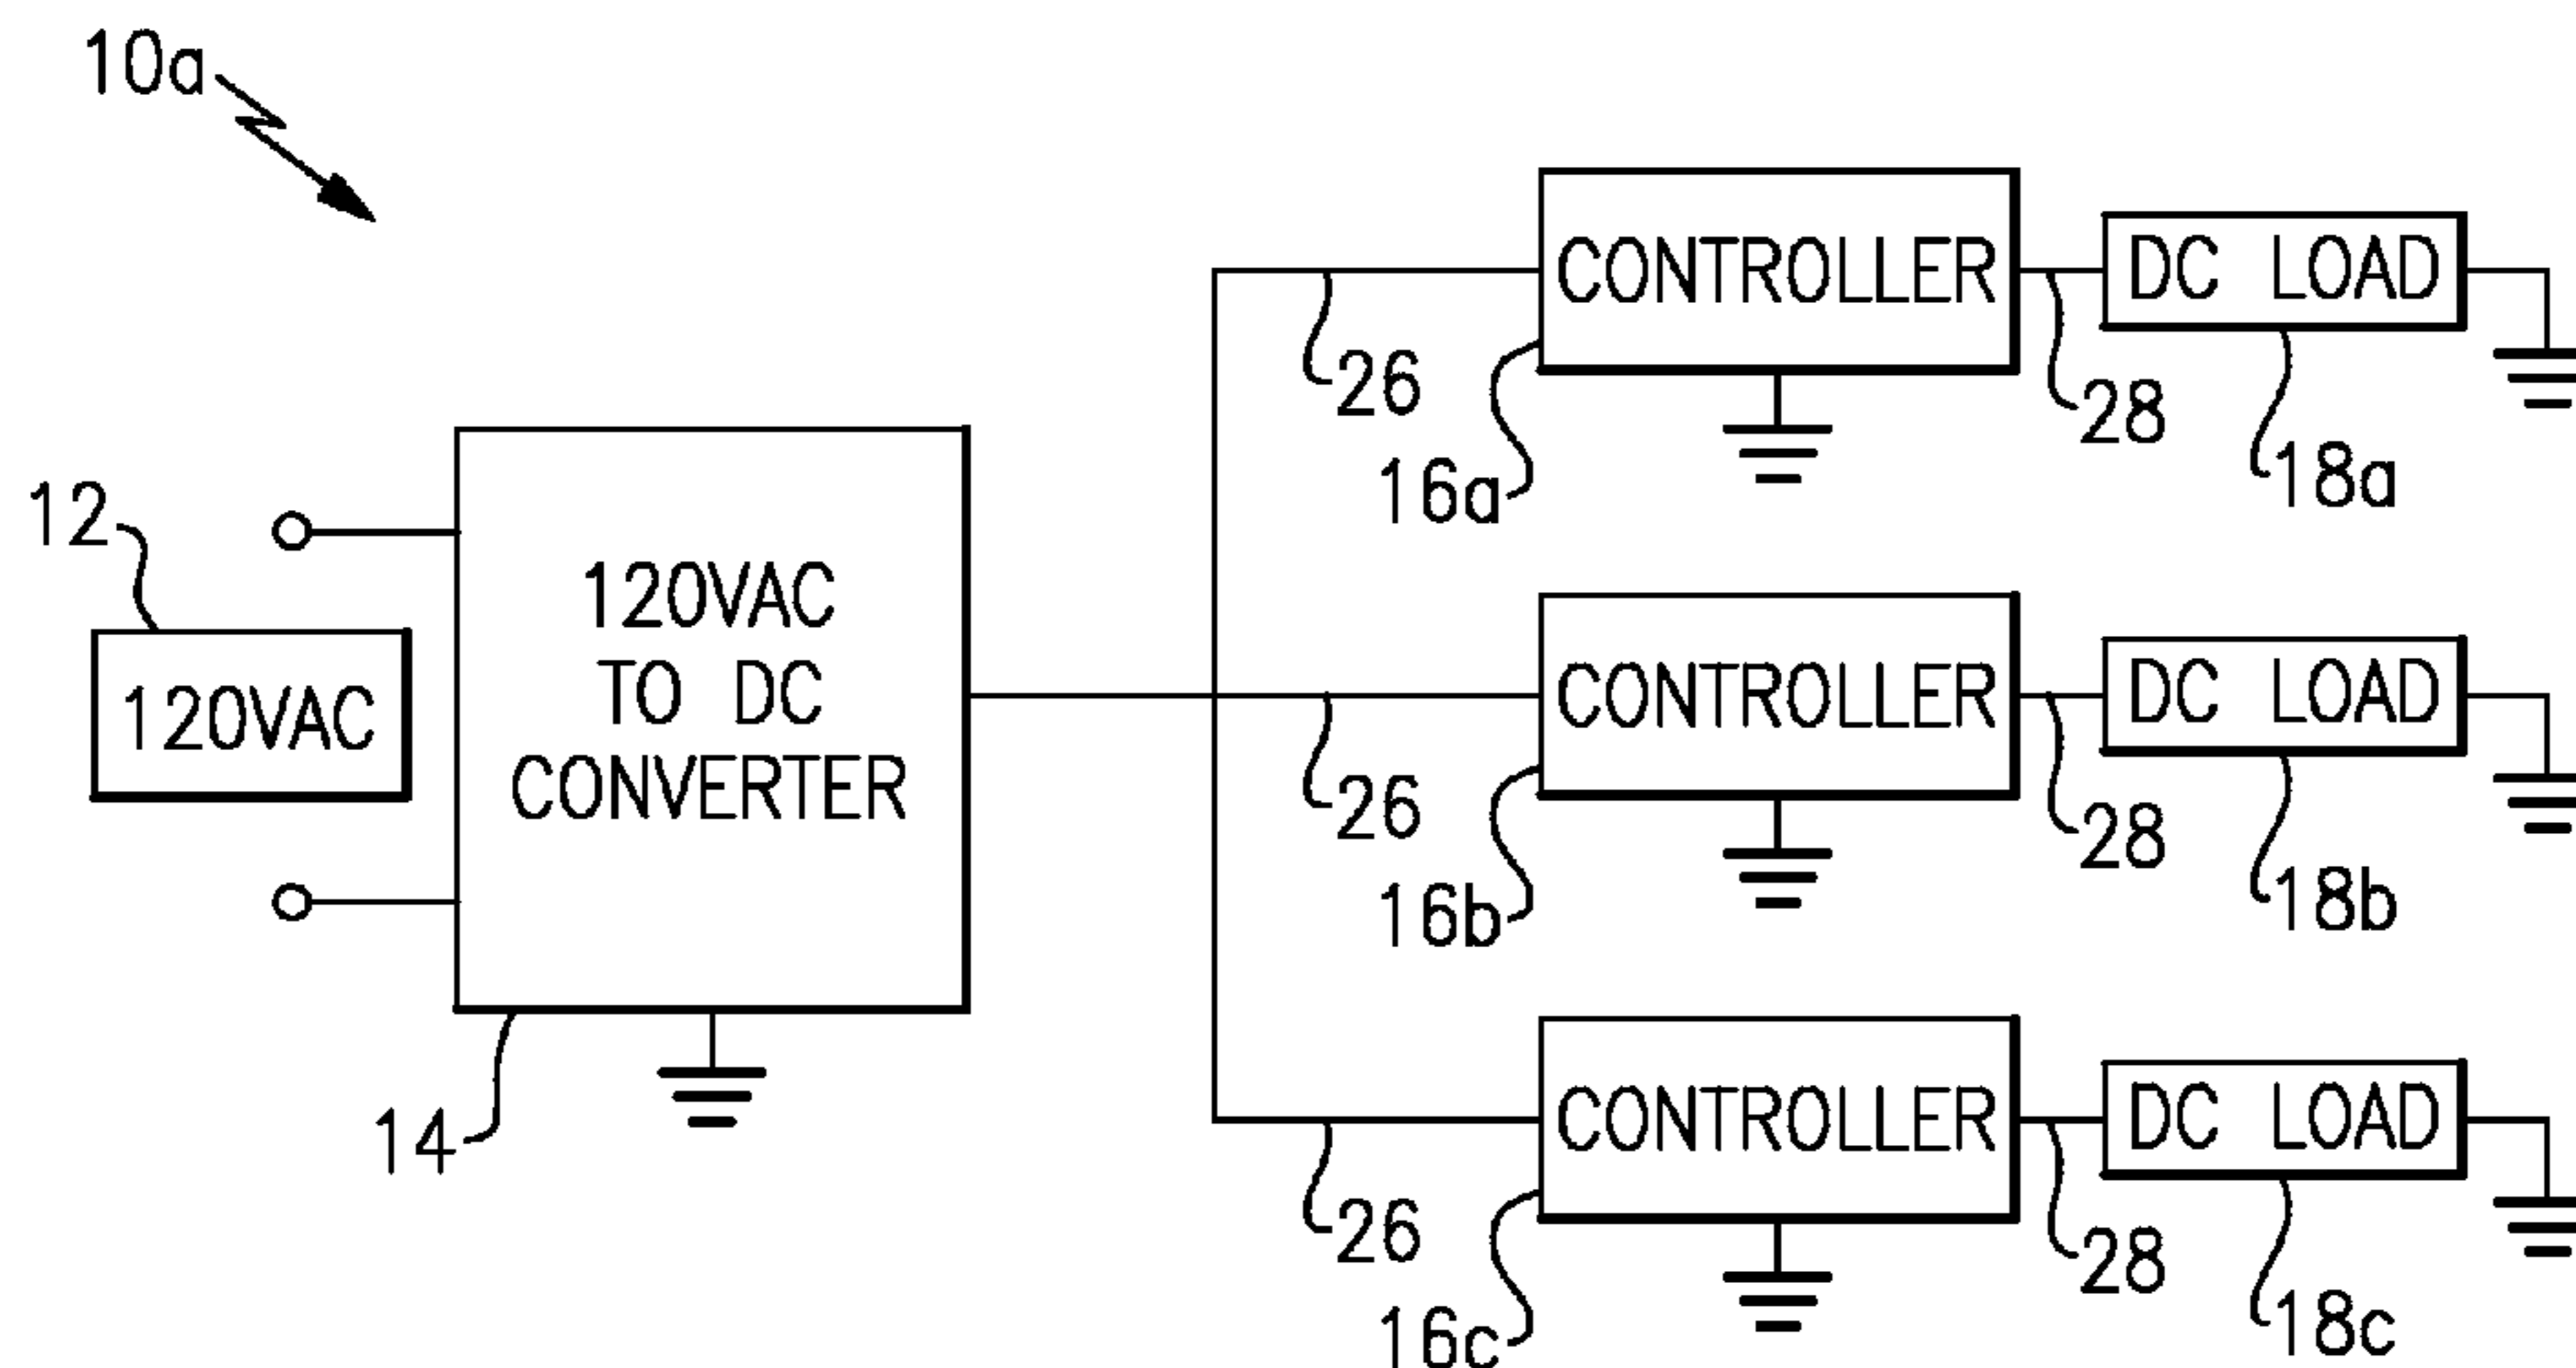 10a
12
120VAC
120VAC
TO DC
CONVERTER
14
26
CONTROLLER
16a
28
DC LOAD
18a
26
CONTROLLER
16b
28
DC LOAD
18b
26
CONTROLLER
16c
28
DC LOAD
18c